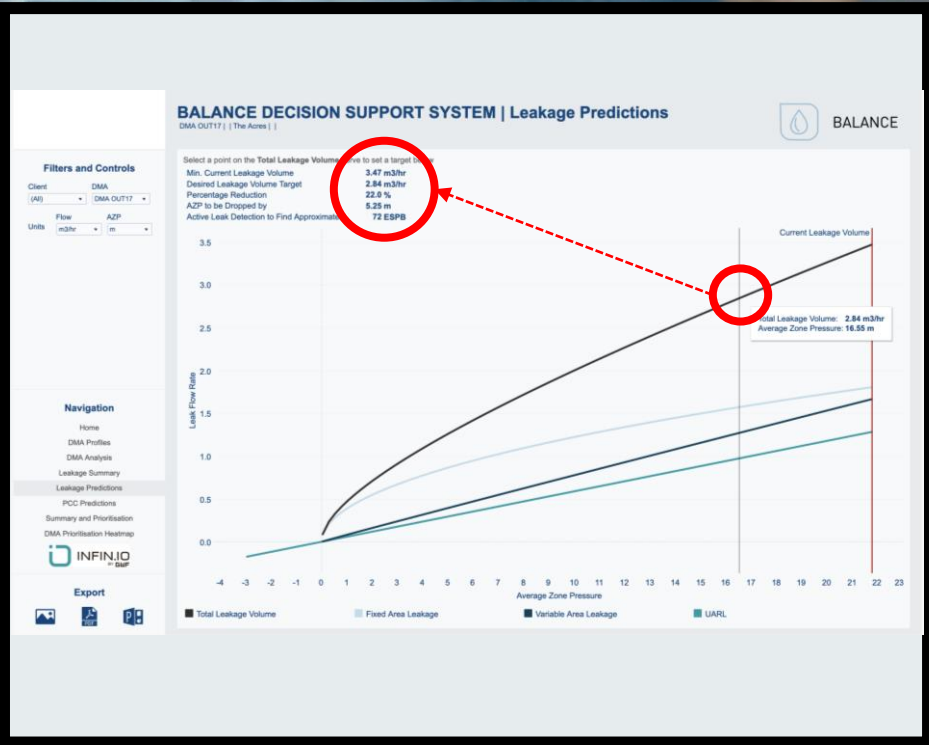 BALANCE DECISION SUPPORT SYSTEM | Leakage Predictions
DMA OUT17 | | The Acres | |
BALANCE
Filters and Controls
Client DMA
(All) DMA OUT17
Flow AZP
Units m3/hr m
Select a point on the Total Leakage Volume to set a target
Min. Current Leakage Volume 3.47 m3/hr
Desired Leakage Volume Target 2.84 m3/hr
Percentage Reduction 22.0 %
AZP to be Dropped by 5.25 m
Active Leak Detection to Find 72 ESPB
Current Leakage Volume
3.5
3.0
2.5
2.0
1.5
1.0
0.5
0.0
Leak Flow Rate
Total Leakage Volume: 2.84 m3/hr
Average Zone Pressure: 16.55 m
-4 -3 -2 -1 0 1 2 3 4 5 6 7 8 9 10 11 12 13 14 15 16 17 18 19 20 21 22 23
Average Zone Pressure
Total Leakage Volume Fixed Area Leakage Variable Area Leakage UARL
Navigation
Home
DMA Profiles
DMA Analysis
Leakage Summary
Leakage Predictions
PCC Predictions
Summary and Prioritisation
DMA Prioritisation Heatmap
INFIN.IO
BY GWF
Export
PDF